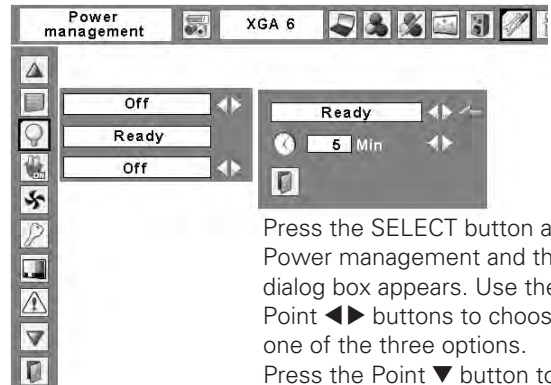 Power
management
XGA 6
Off
Ready
Off
ON
Ready
5 Min
Press the SELECT button a
Power management and th
dialog box appears. Use the
Point ◀▶ buttons to choos
one of the three options.
Press the Point ▼ button to